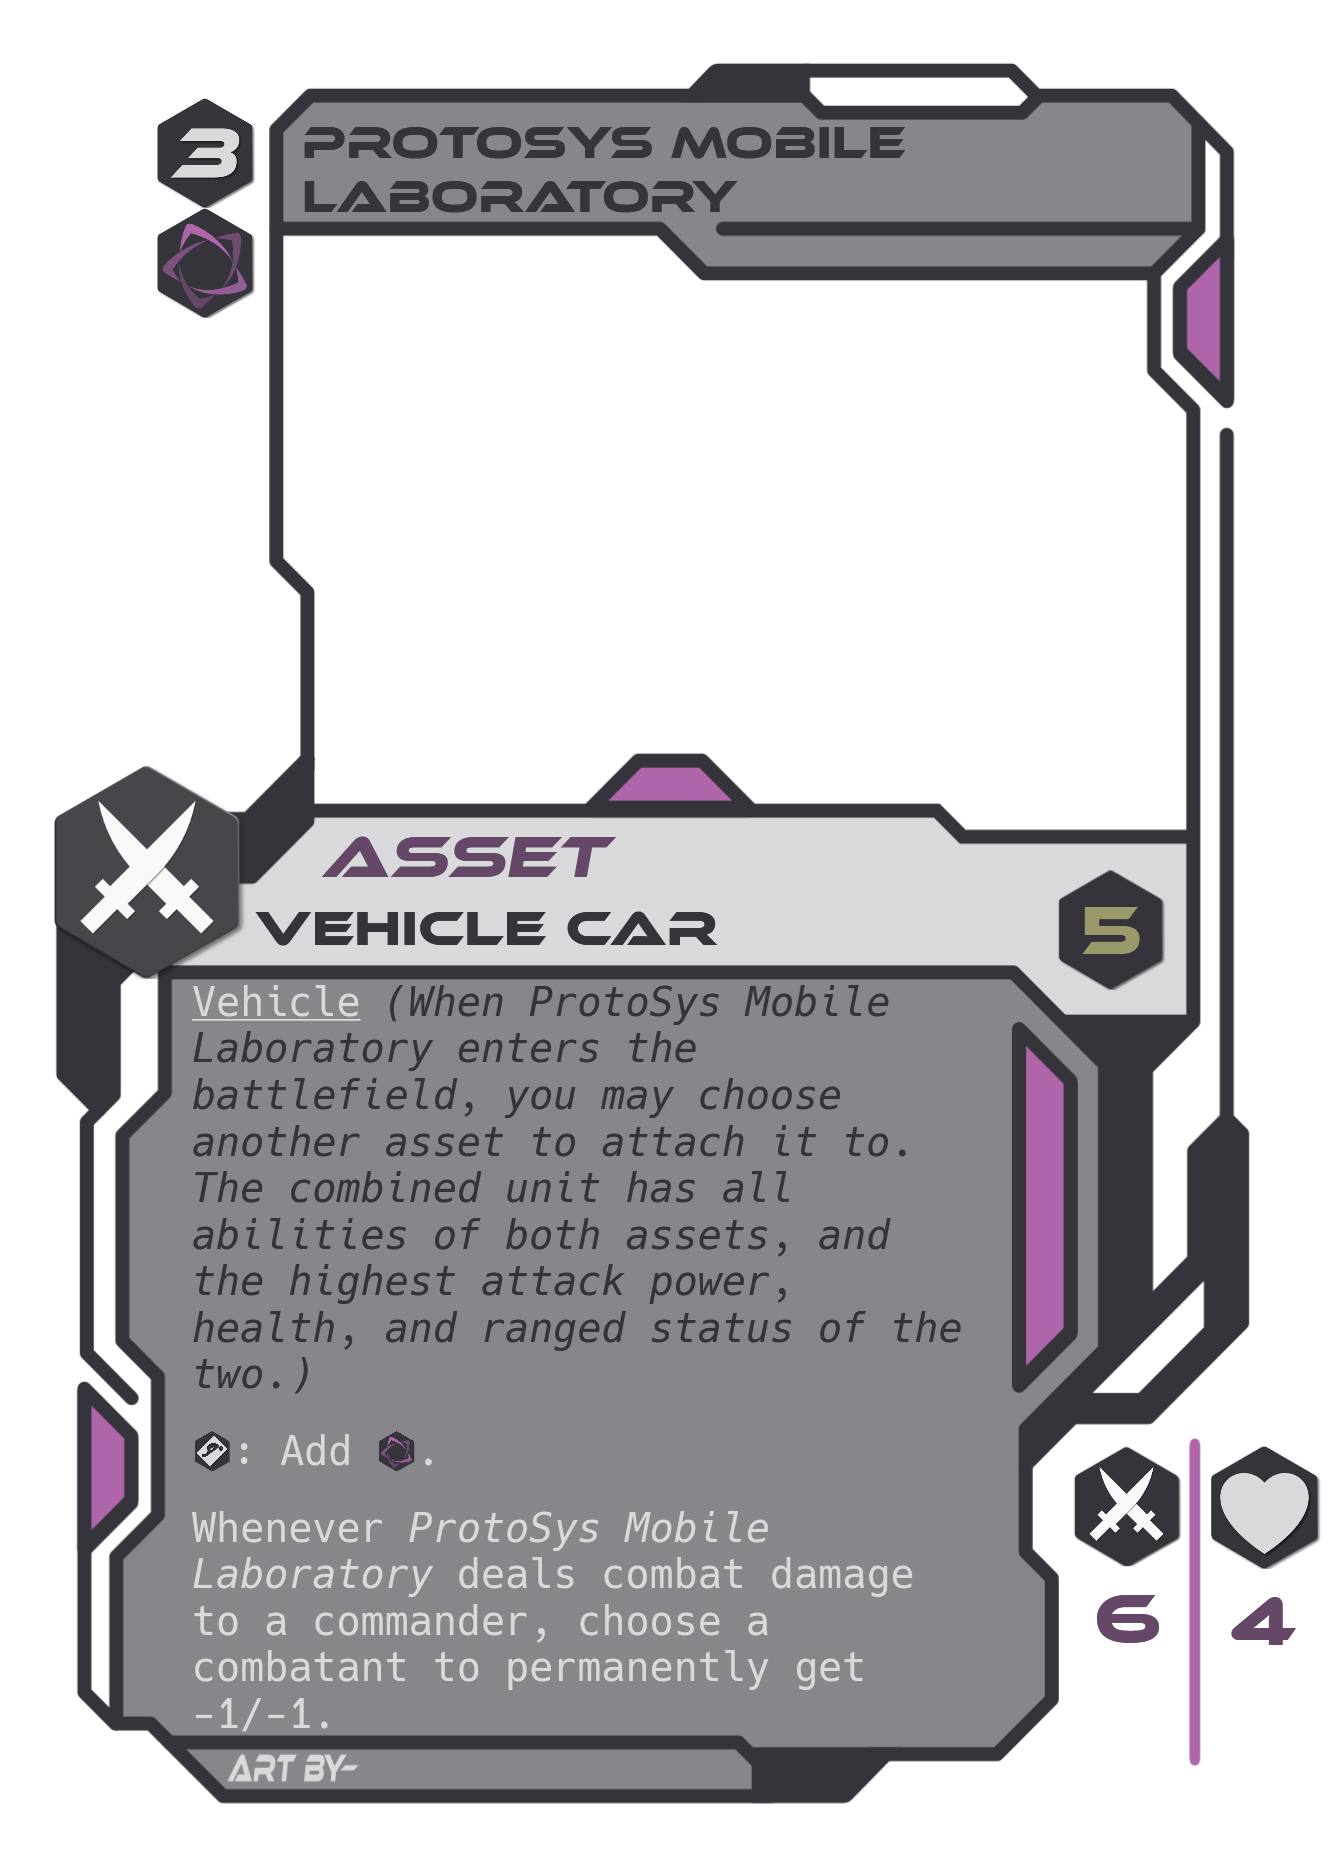 3
PROTOSYS MOBILE
LABORATORY
ASSET
VEHICLE CAR
5
Vehicle (When ProtoSys Mobile
Laboratory enters the
battlefield, you may choose
another asset to attach it to.
The combined unit has all
abilities of both assets, and
the highest attack power,
health, and ranged status of the
two.)
: Add .
Whenever ProtoSys Mobile
Laboratory deals combat damage
to a commander, choose a
combatant to permanently get
-1/-1.
6
4
ART BY-